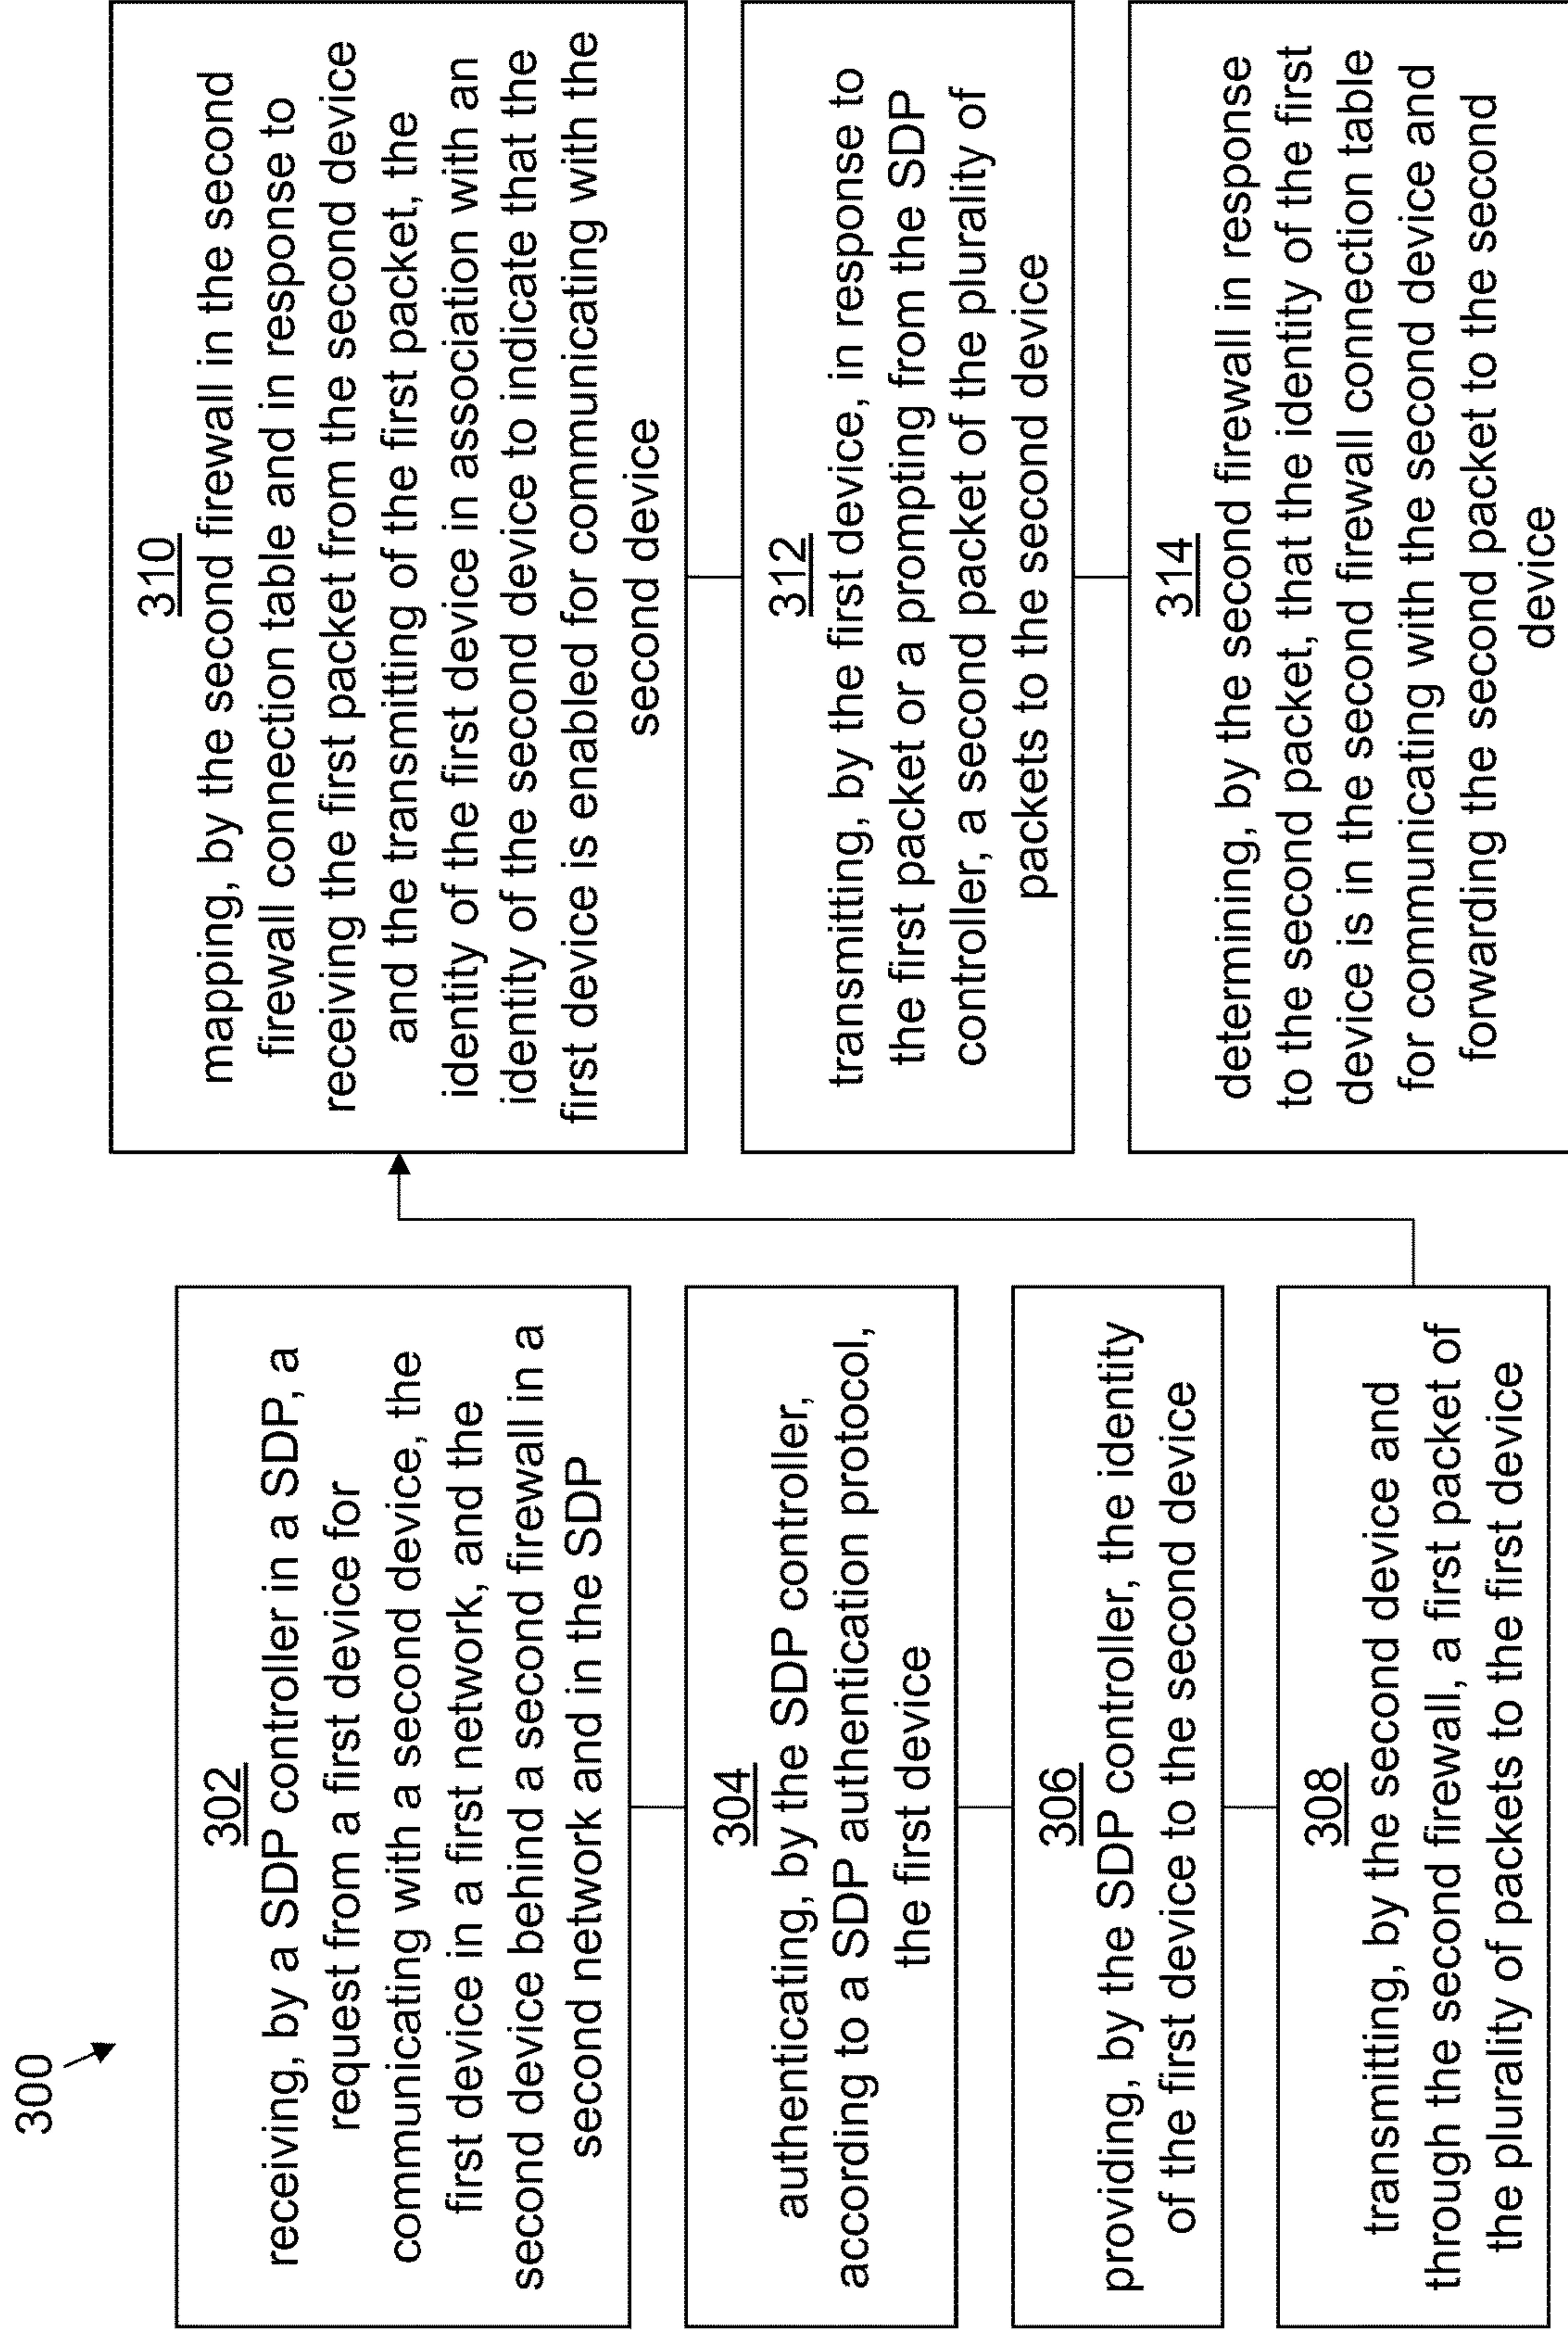 300
302
receiving, by a SDP controller in a SDP, a
request from a first device for
communicating with a second device, the
first device in a first network, and the
second device behind a second firewall in a
second network and in the SDP
304
authenticating, by the SDP controller,
according to a SDP authentication protocol,
the first device
306
providing, by the SDP controller, the identity
of the first device to the second device
308
transmitting, by the second device and
through the second firewall, a first packet of
the plurality of packets to the first device
310
mapping, by the second firewall in the second
firewall connection table and in response to
receiving the first packet from the second device
and the transmitting of the first packet, the
identity of the first device in association with an
identity of the second device to indicate that the
first device is enabled for communicating with the
second device
312
transmitting, by the first device, in response to
the first packet or a prompting from the SDP
controller, a second packet of the plurality of
packets to the second device
314
determining, by the second firewall in response
to the second packet, that the identity of the first
device is in the second firewall connection table
for communicating with the second device and
forwarding the second packet to the second
device